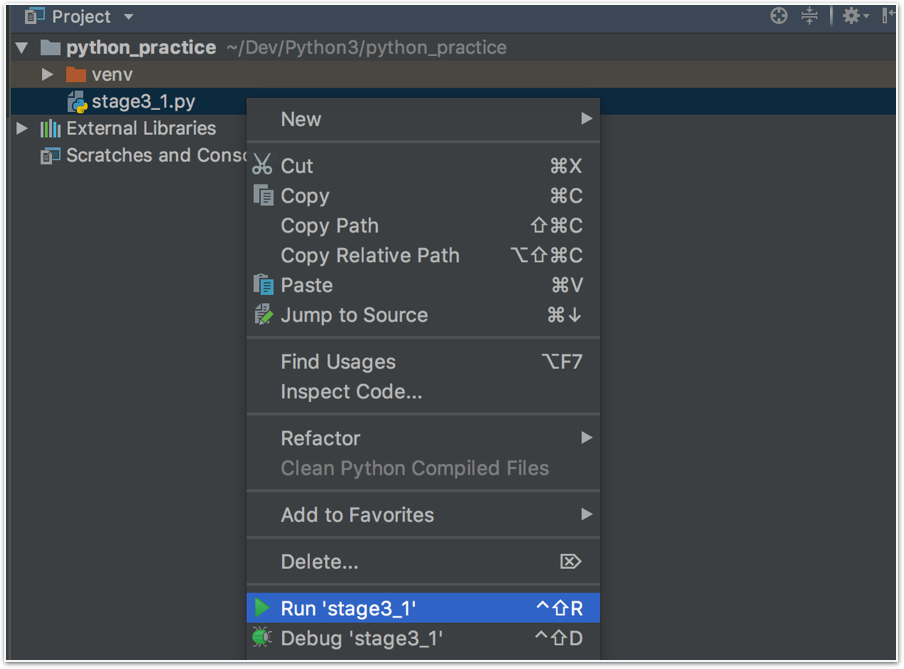 Project
python_practice ~/Dev/Python3/python_practice
venv
stage3_1.py
External Libraries
Scratches and Conso
New
Cut ⌘X
Copy ⌘C
Copy Path ⇧⌘C
Copy Relative Path ⌥⇧⌘C
Paste ⌘V
Jump to Source ⌘↓
Find Usages ⌥F7
Inspect Code...
Refactor
Clean Python Compiled Files
Add to Favorites
Delete... ⌦
Run 'stage3_1' ^⇧R
Debug 'stage3_1' ^⇧D